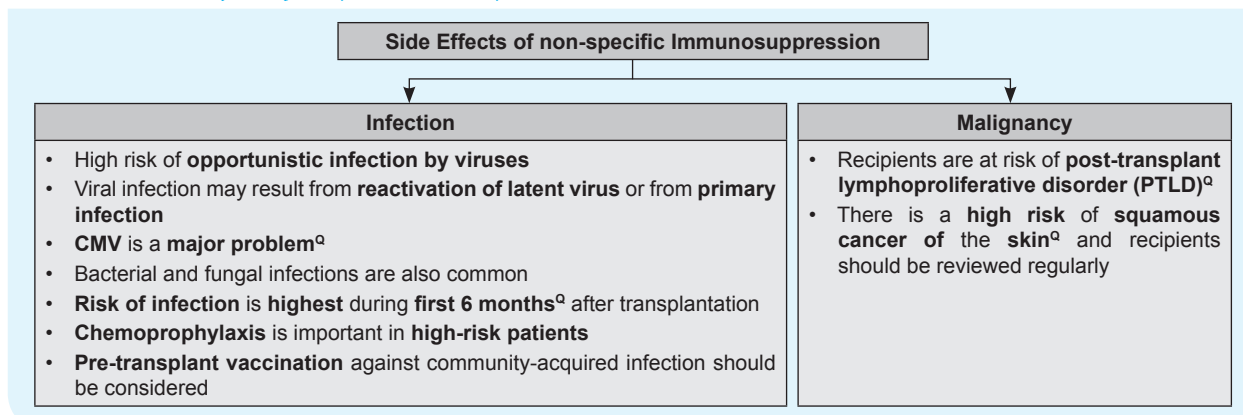 Side Effects of non-specific Immunosuppression
Infection
• High risk of opportunistic infection by viruses
• Viral infection may result from reactivation of latent virus or from primary
infection
• CMV is a major problemQ
• Bacterial and fungal infections are also common
• Risk of infection is highest during first 6 monthsQ after transplantation
• Chemoprophylaxis is important in high-risk patients
• Pre-transplant vaccination against community-acquired infection should
be considered
Malignancy
• Recipients are at risk of post-transplant
lymphoproliferative disorder (PTLD)Q
• There is a high risk of squamous
cancer of the skinQ and recipients
should be reviewed regularly